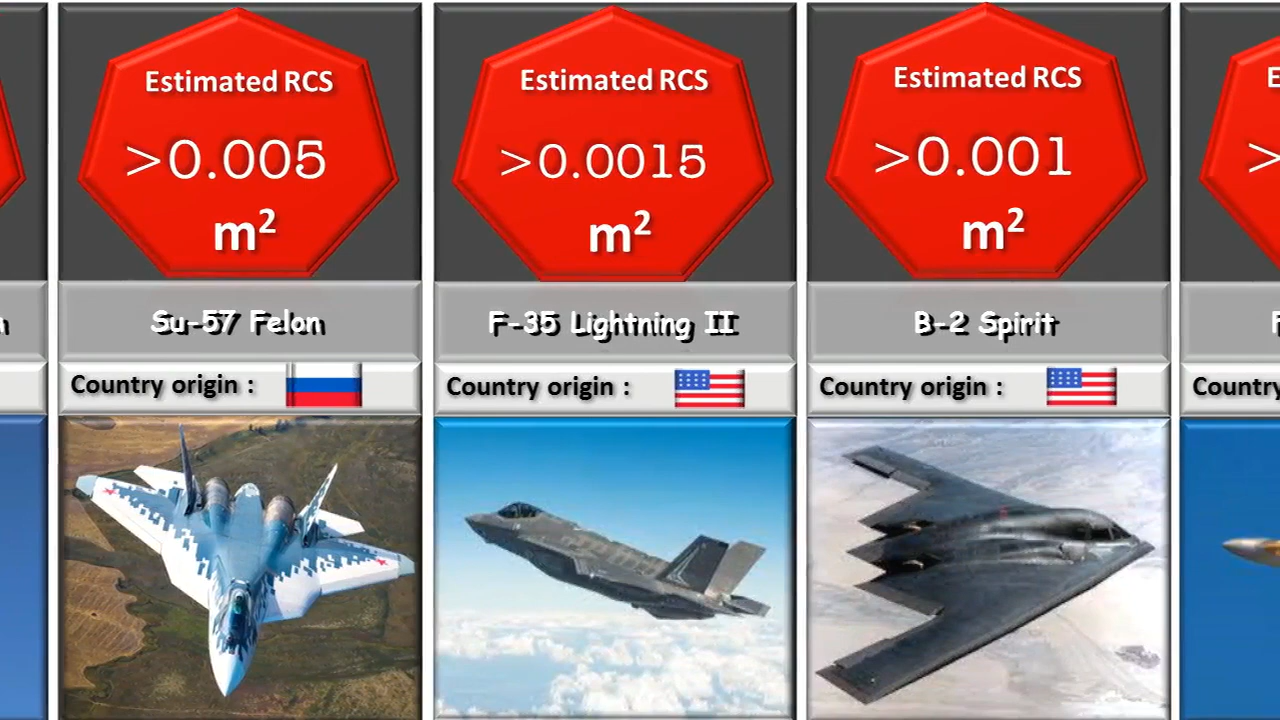 Estimated RCS
>0.005
m²
Su-57 Felon
Country origin :
Estimated RCS
>0.0015
m²
F-35 Lightning II
Country origin :
Estimated RCS
>0.001
m²
B-2 Spirit
Country origin :
>